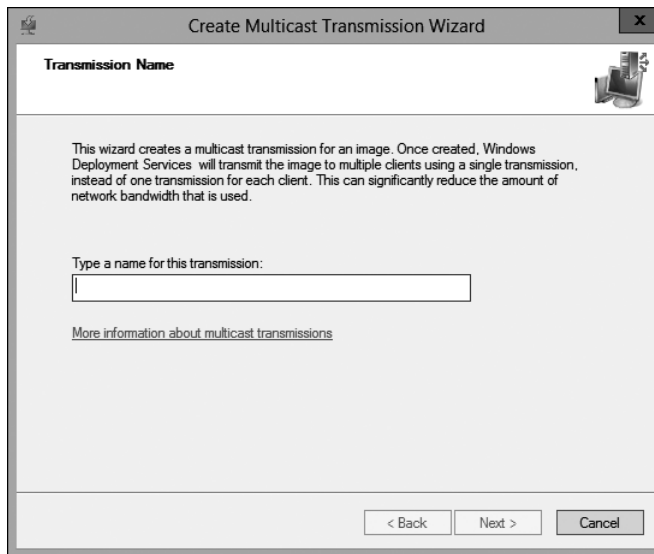 Create Multicast Transmission Wizard
x
Transmission Name
This wizard creates a multicast transmission for an image. Once created, Windows
Deployment Services will transmit the image to multiple clients using a single transmission,
instead of one transmission for each client. This can significantly reduce the amount of
network bandwidth that is used.
Type a name for this transmission:
More information about multicast transmissions
< Back Next > Cancel